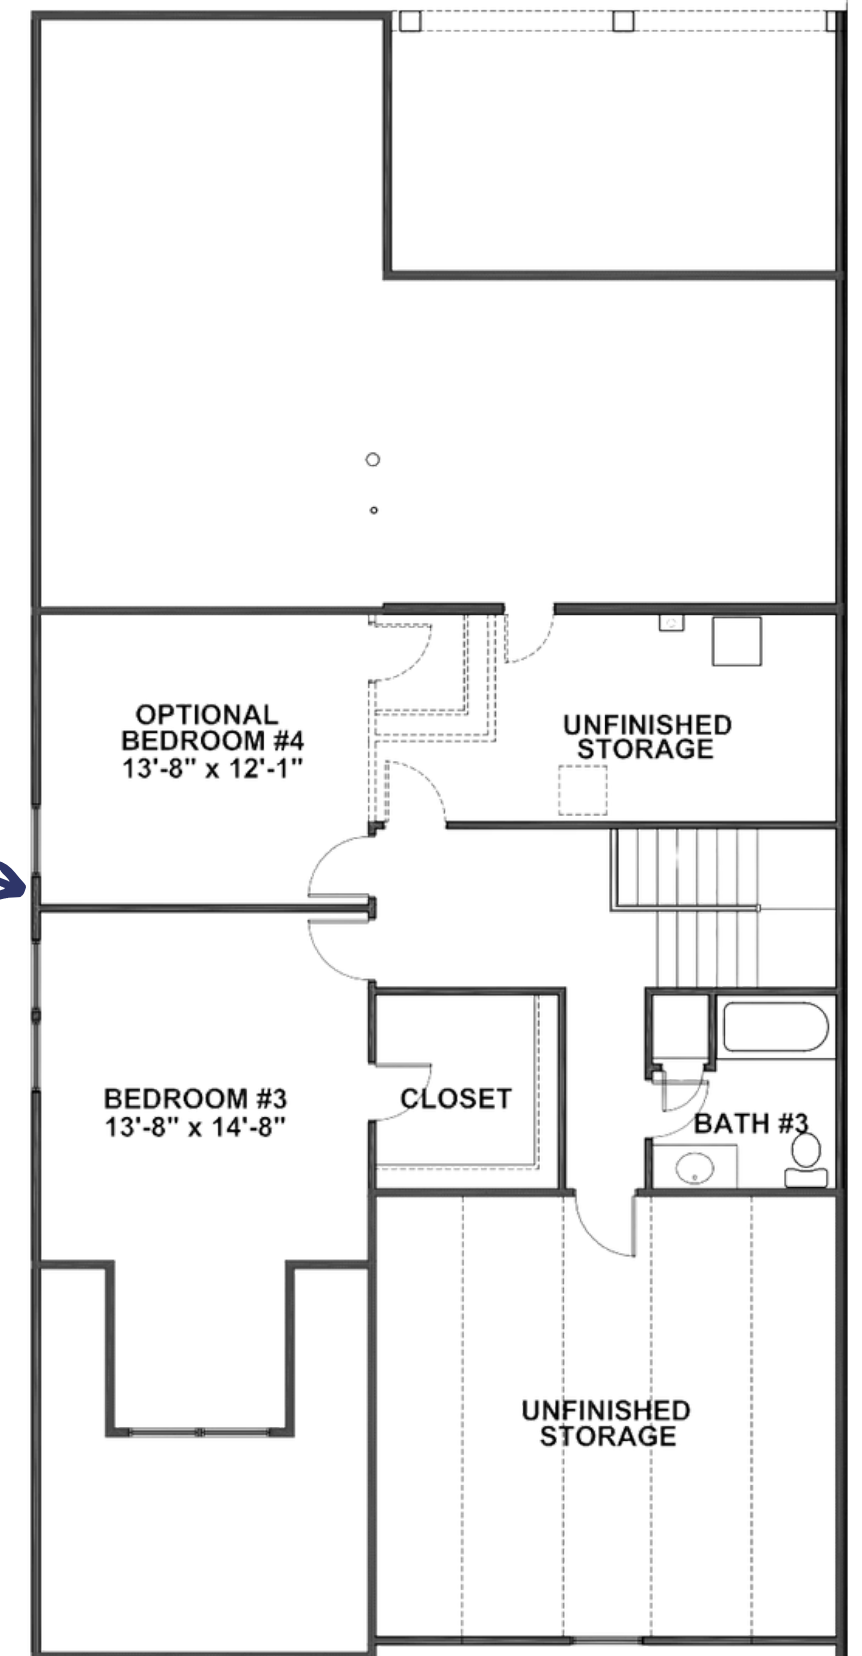 OPTIONAL
BEDROOM #4
13'-8" x 12'-1"
UNFINISHED
STORAGE
BEDROOM #3
13'-8" x 14'-8"
CLOSET
BATH #3
UNFINISHED
STORAGE